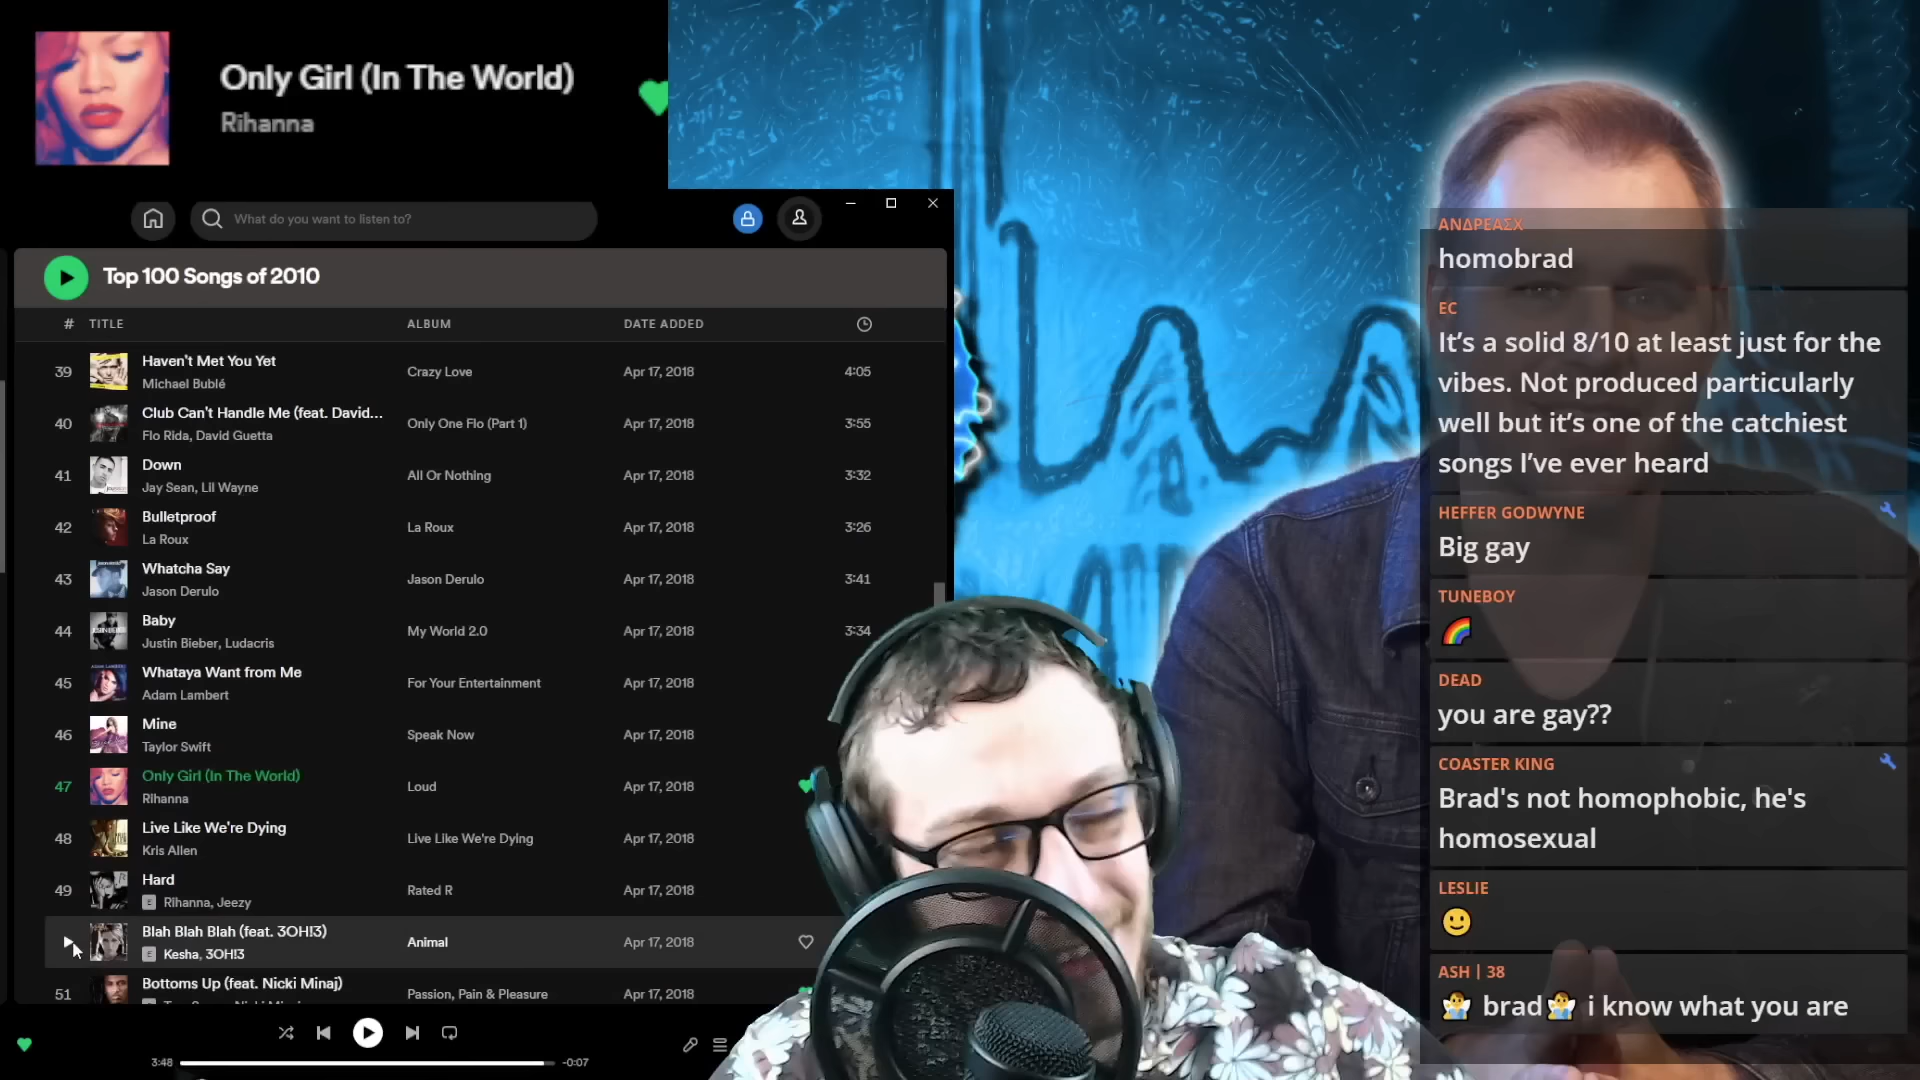 Only Girl (In The World)
Rihanna
What do you want to listen to?
Top 100 Songs of 2010
# TITLE ALBUM DATE ADDED
39 Haven't Met You Yet Crazy Love Apr 17, 2018 4:05
Michael Bublé
40 Club Can't Handle Me (feat. David... Only One Flo (Part 1) Apr 17, 2018 3:55
Flo Rida, David Guetta
41 Down All Or Nothing Apr 17, 2018 3:32
Jay Sean, Lil Wayne
42 Bulletproof La Roux Apr 17, 2018 3:26
La Roux
43 Whatcha Say Jason Derulo Apr 17, 2018 3:41
Jason Derulo
44 Baby My World 2.0 Apr 17, 2018 3:34
Justin Bieber, Ludacris
45 Whataya Want from Me For Your Entertainment Apr 17, 2018
Adam Lambert
46 Mine Speak Now Apr 17, 2018
Taylor Swift
47 Only Girl (In The World) Loud Apr 17, 2018
Rihanna
48 Live Like We're Dying Live Like We're Dying Apr 17, 2018
Kris Allen
49 Hard Rated R Apr 17, 2018
E Rihanna, Jeezy
Blah Blah Blah (feat. 3OH!3) Animal Apr 17, 2018
E Kesha, 3OH!3
51 Bottoms Up (feat. Nicki Minaj) Passion, Pain & Pleasure Apr 17, 2018
3:48 -0:07
ΑΝΔΡΕΑΣΧ
homobrad
EC
It's a solid 8/10 at least just for the
vibes. Not produced particularly
well but it's one of the catchiest
songs I've ever heard
HEFFER GODWYNE
Big gay
TUNEBOY
🌈
DEAD
you are gay??
COASTER KING
Brad's not homophobic, he's
homosexual
LESLIE
🙂
ASH | 38
brad i know what you are